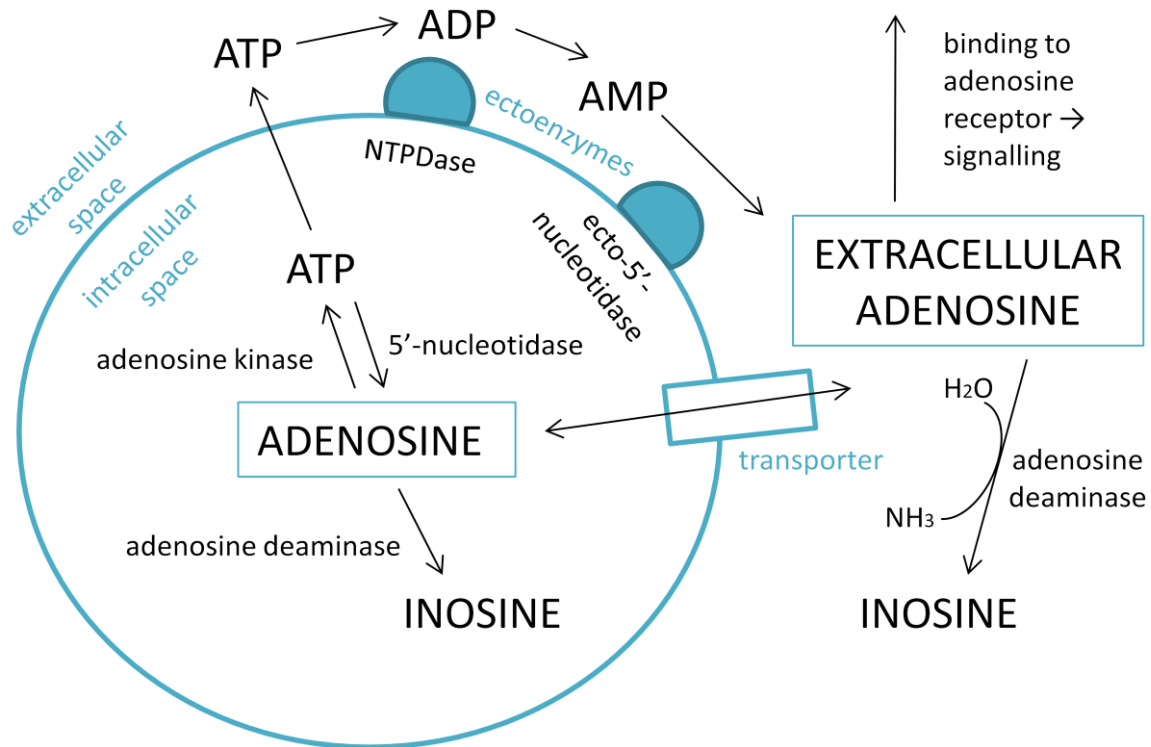 ATP
ADP
AMP
binding to
adenosine
receptor →
signalling
ectoenzymes
NTPDase
extracellular
space
intracellular
space
ecto-5’-
nucleotidase
ATP
EXTRACELLULAR
ADENOSINE
adenosine kinase
5’-nucleotidase
H2O
ADENOSINE
transporter
adenosine
deaminase
NH3
adenosine deaminase
INOSINE
INOSINE